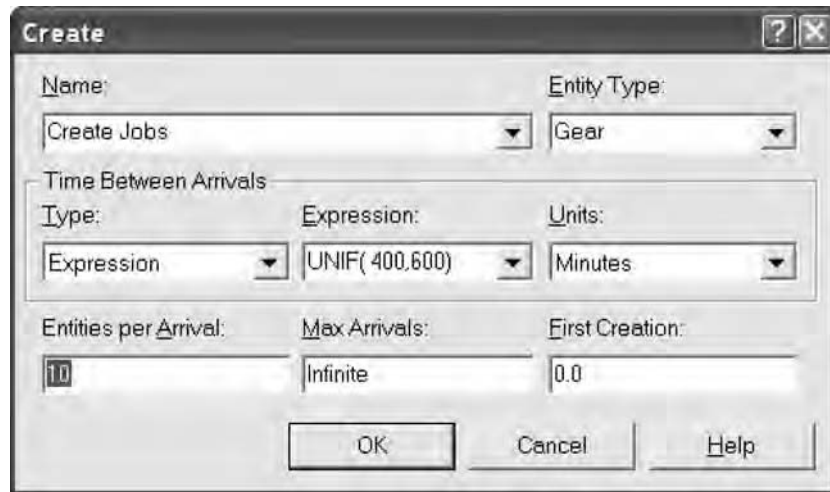 Create
Name: Entity Type:
Create Jobs Gear
Time Between Arrivals
Type: Expression: Units:
Expression UNIF( 400,600) Minutes
Entities per Arrival: Max Arrivals: First Creation:
10 Infinite 0.0
OK Cancel Help